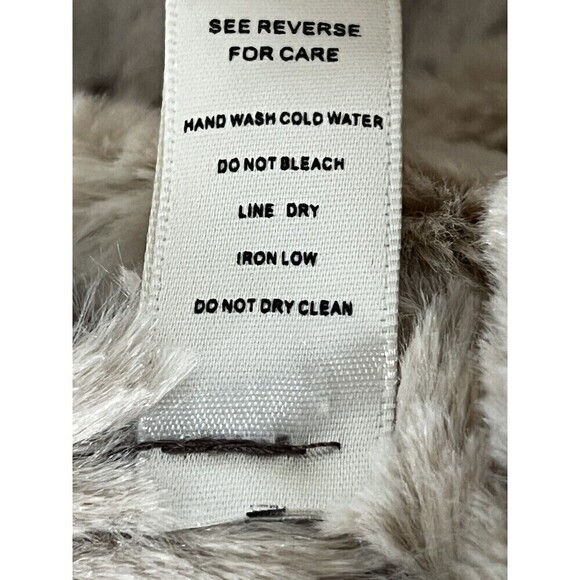 SEE REVERSE
FOR CARE
HAND WASH COLD WATER
DO NOT BLEACH
LINE DRY
IRON LOW
DO NOT DRY CLEAN